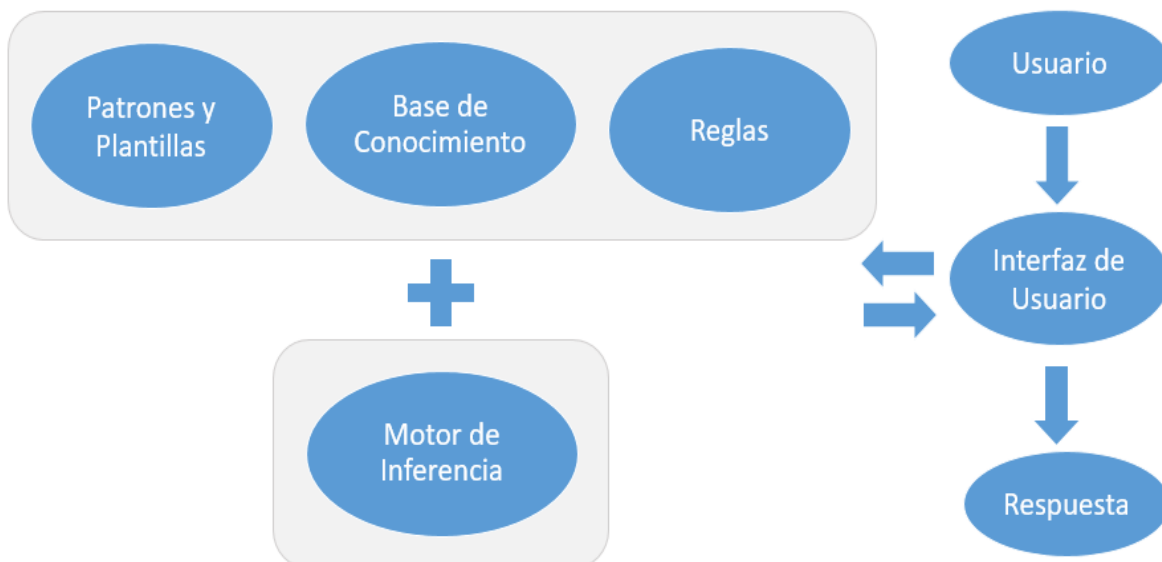 Patrones y
Plantillas
Base de
Conocimiento
Reglas
Usuario
Interfaz de
Usuario
Motor de
Inferencia
Respuesta